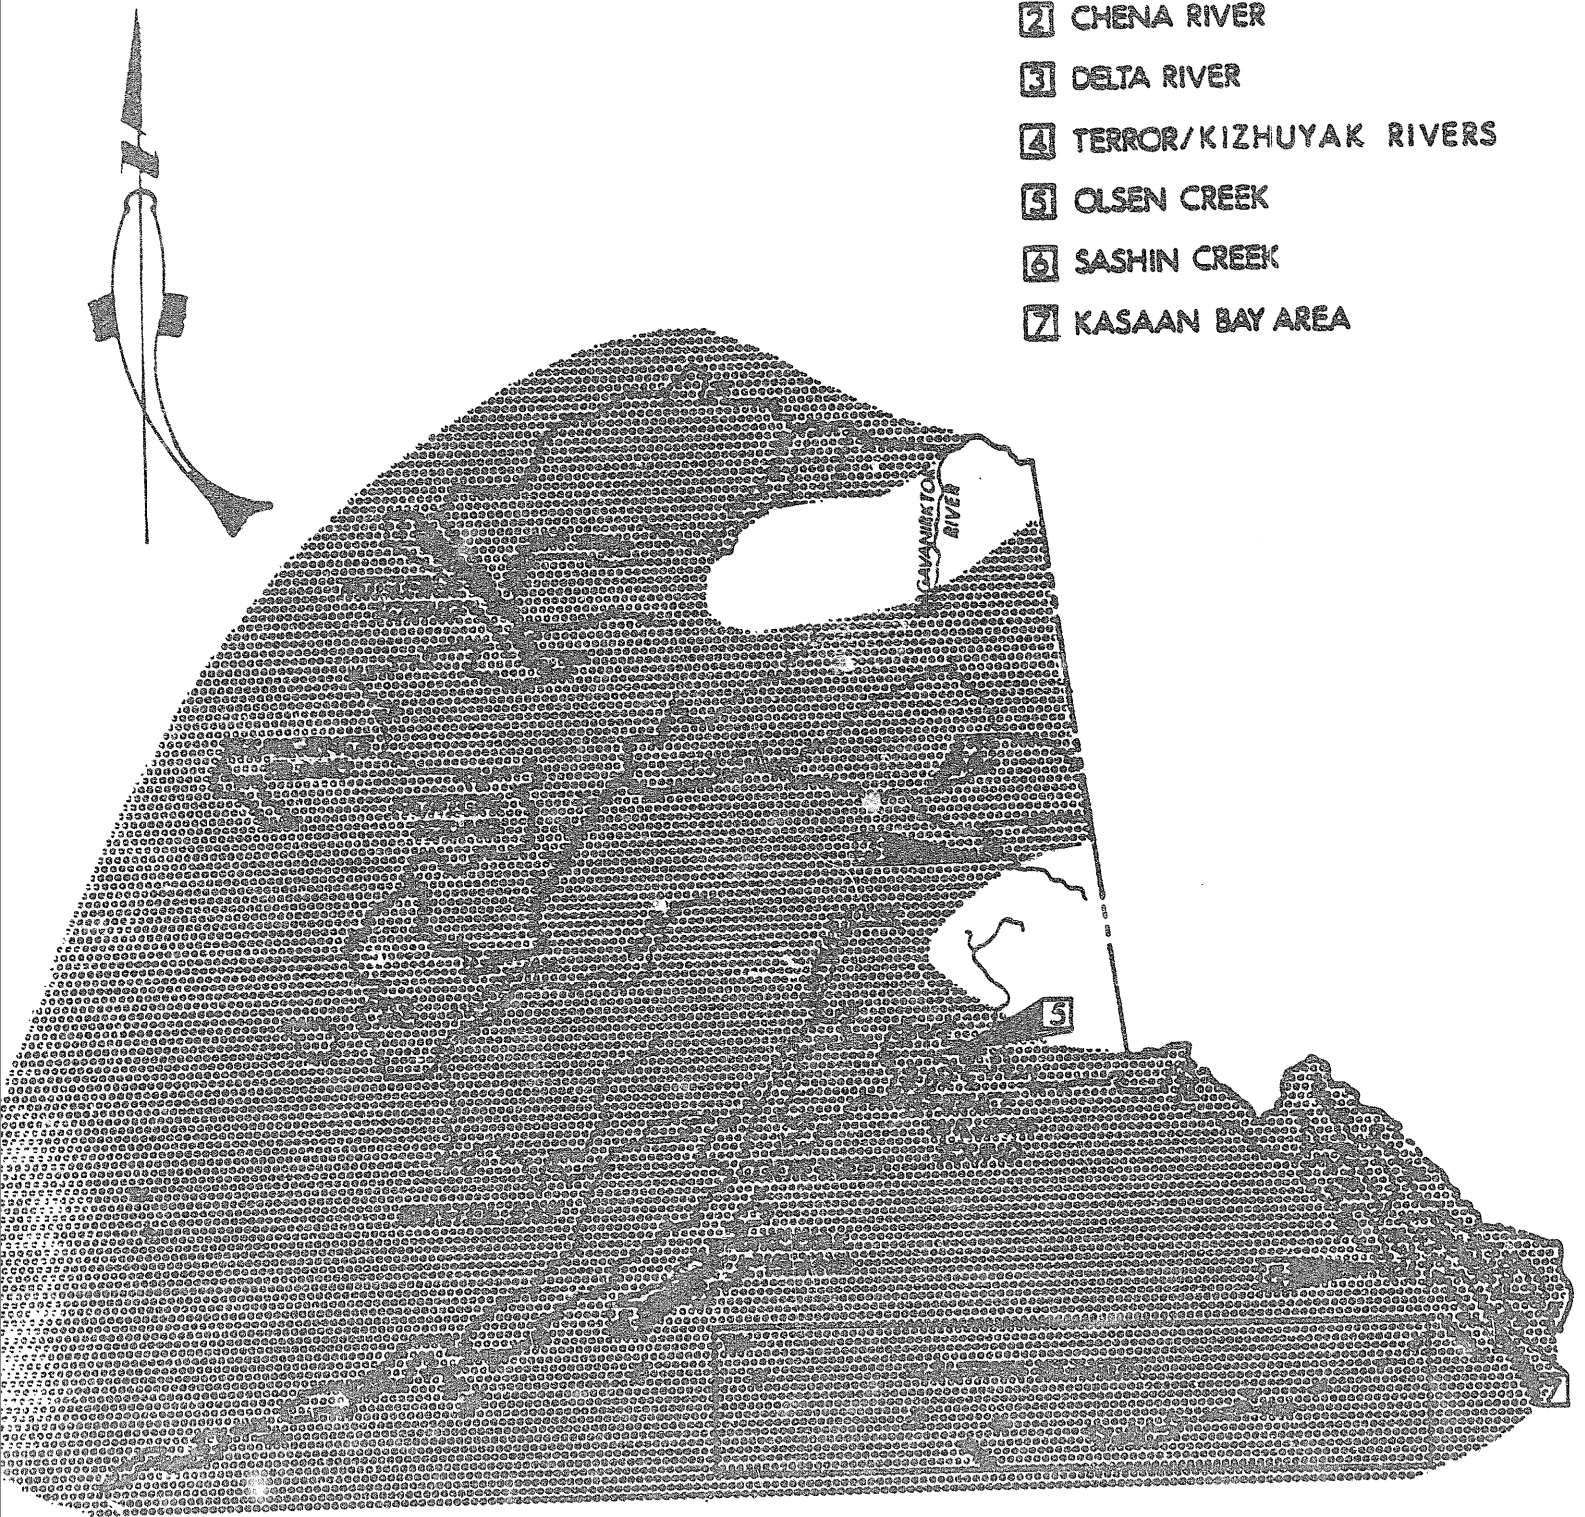 2 CHENA RIVER
3 DELTA RIVER
4 TERROR/KIZHUYAK RIVERS
5 OLSEN CREEK
6 SASHIN CREEK
7 KASAAN BAY AREA
RIVER
5
7